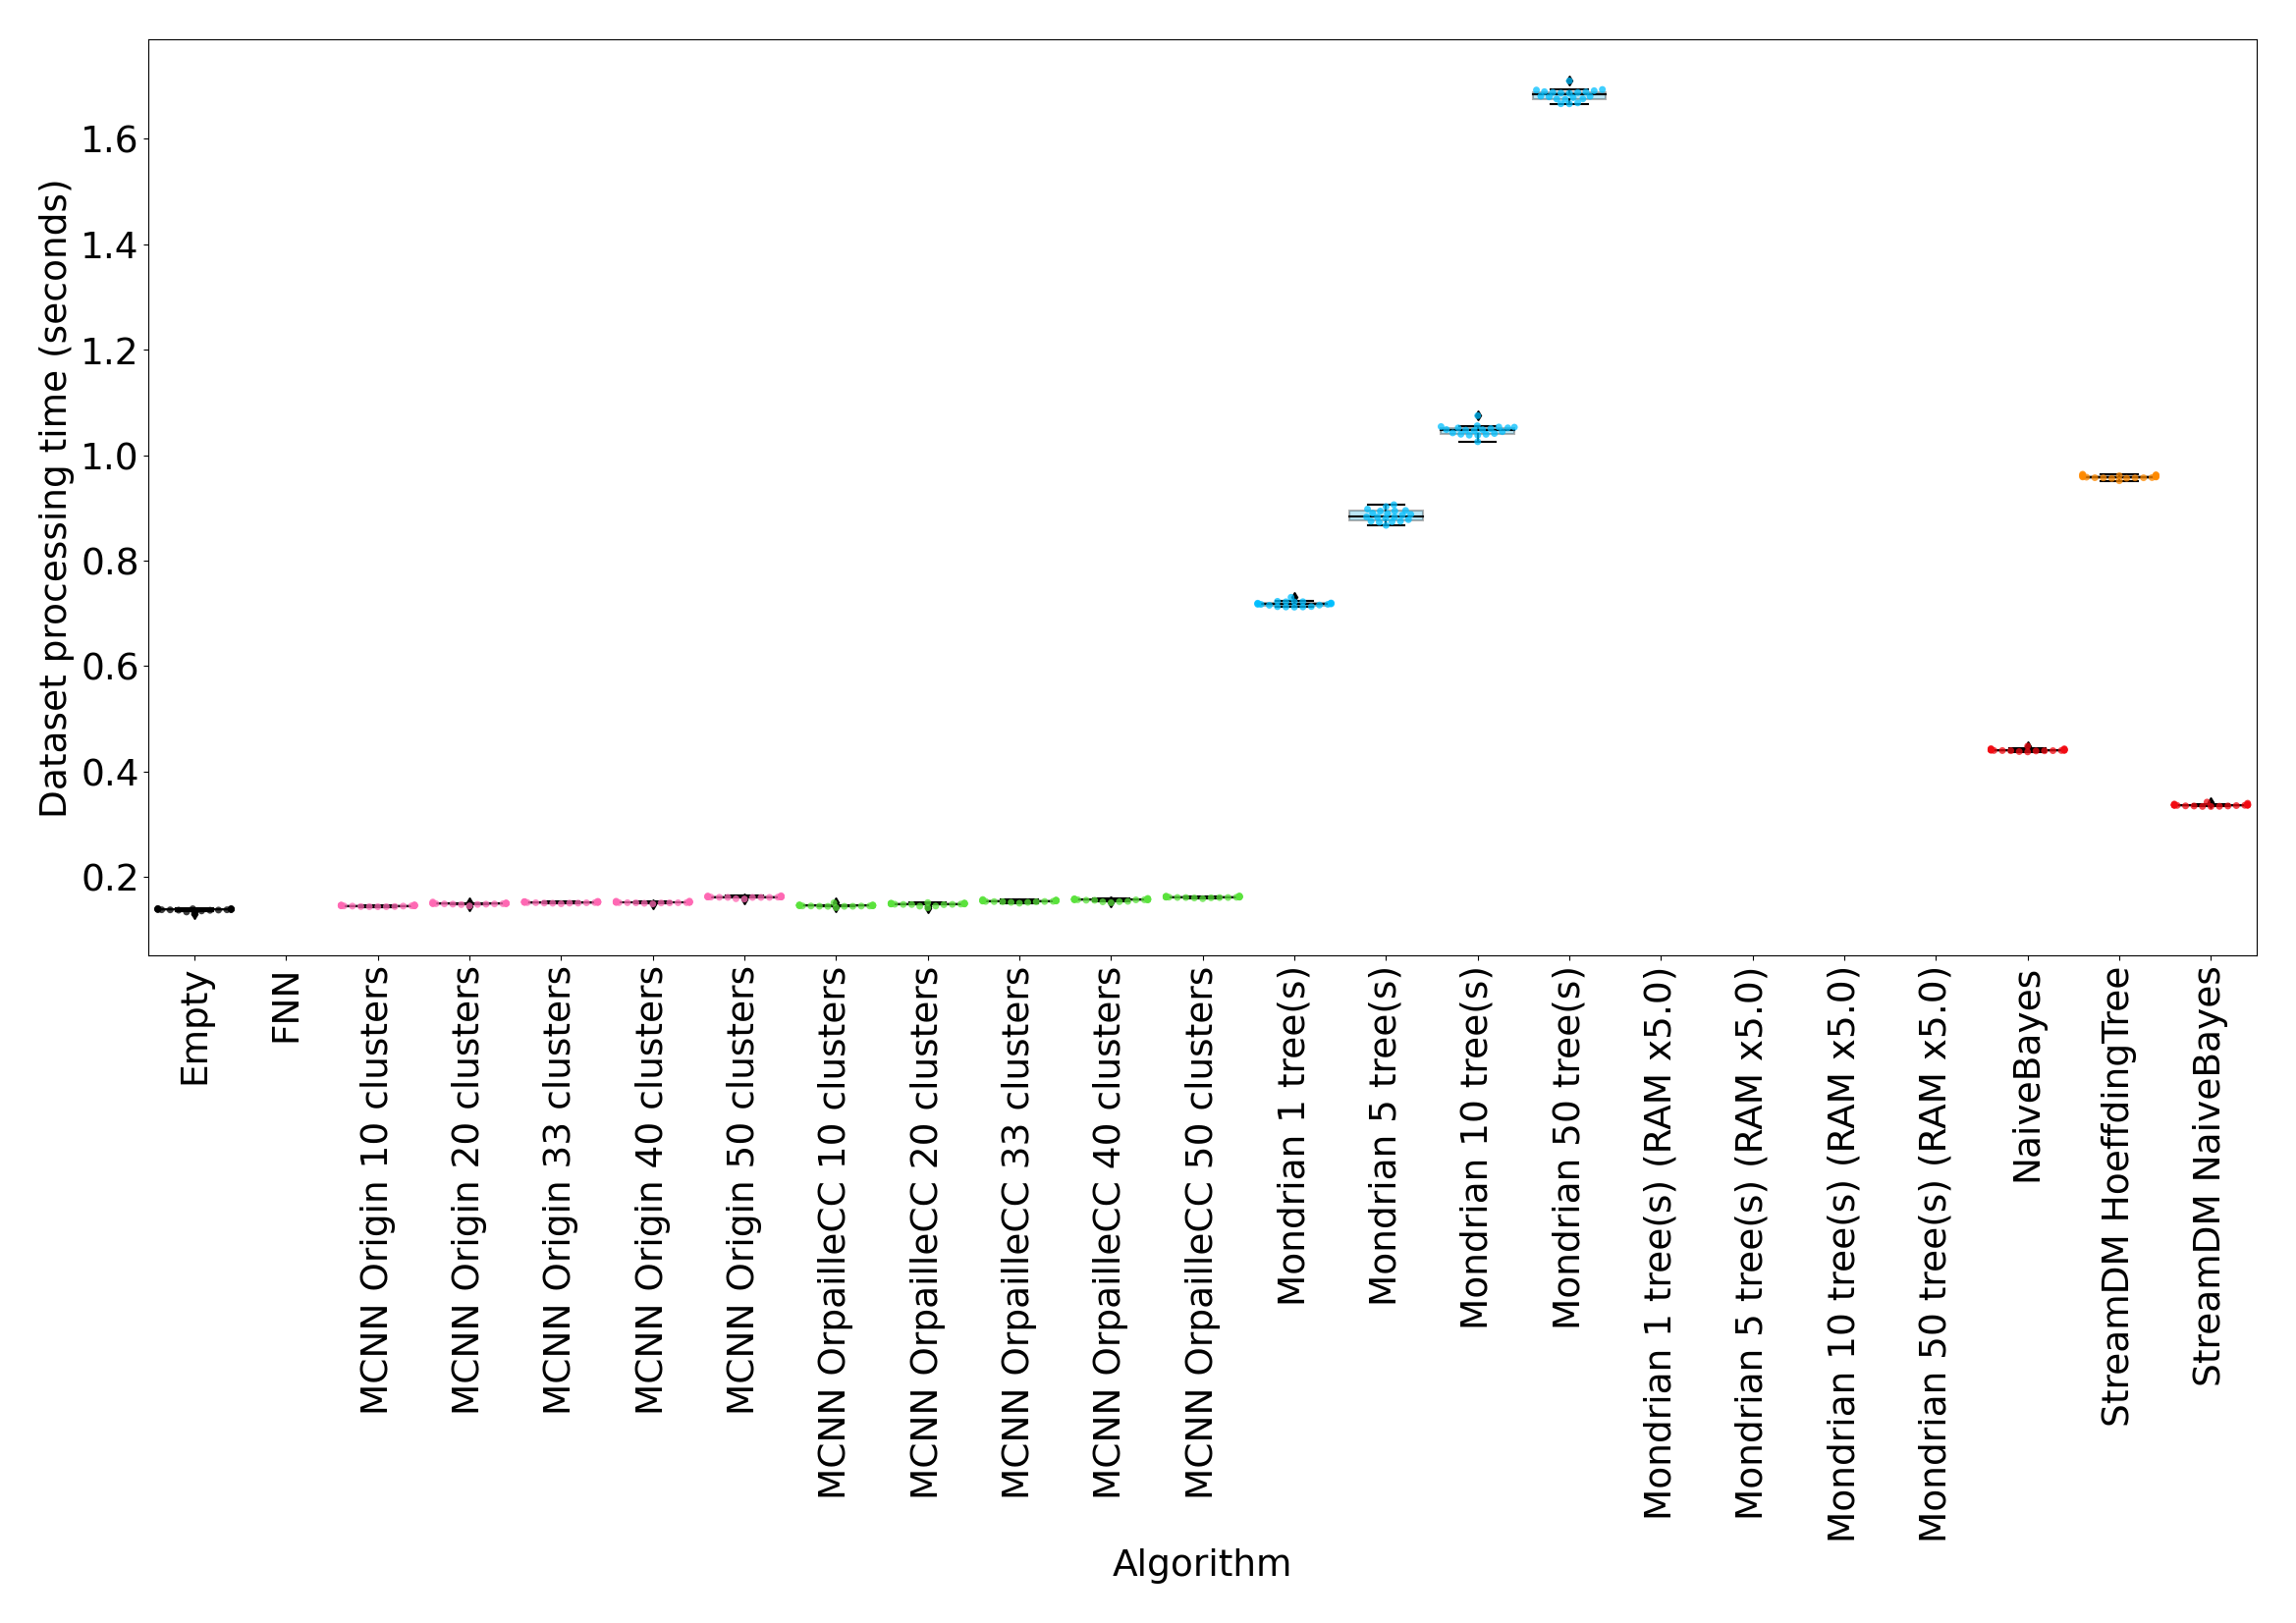 Dataset processing time (seconds)
1.6
1.4
1.2
1.0
0.8
0.6
0.4
0.2
Empty
FNN
MCNN Origin 10 clusters
MCNN Origin 20 clusters
MCNN Origin 33 clusters
MCNN Origin 40 clusters
MCNN Origin 50 clusters
MCNN OrpailleCC 10 clusters
MCNN OrpailleCC 20 clusters
MCNN OrpailleCC 33 clusters
MCNN OrpailleCC 40 clusters
MCNN OrpailleCC 50 clusters
Mondrian 1 tree(s)
Mondrian 5 tree(s)
Mondrian 10 tree(s)
Mondrian 50 tree(s)
Mondrian 1 tree(s) (RAM x5.0)
Mondrian 5 tree(s) (RAM x5.0)
Mondrian 10 tree(s) (RAM x5.0)
Mondrian 50 tree(s) (RAM x5.0)
NaiveBayes
StreamDM HoeffdingTree
StreamDM NaiveBayes
Algorithm